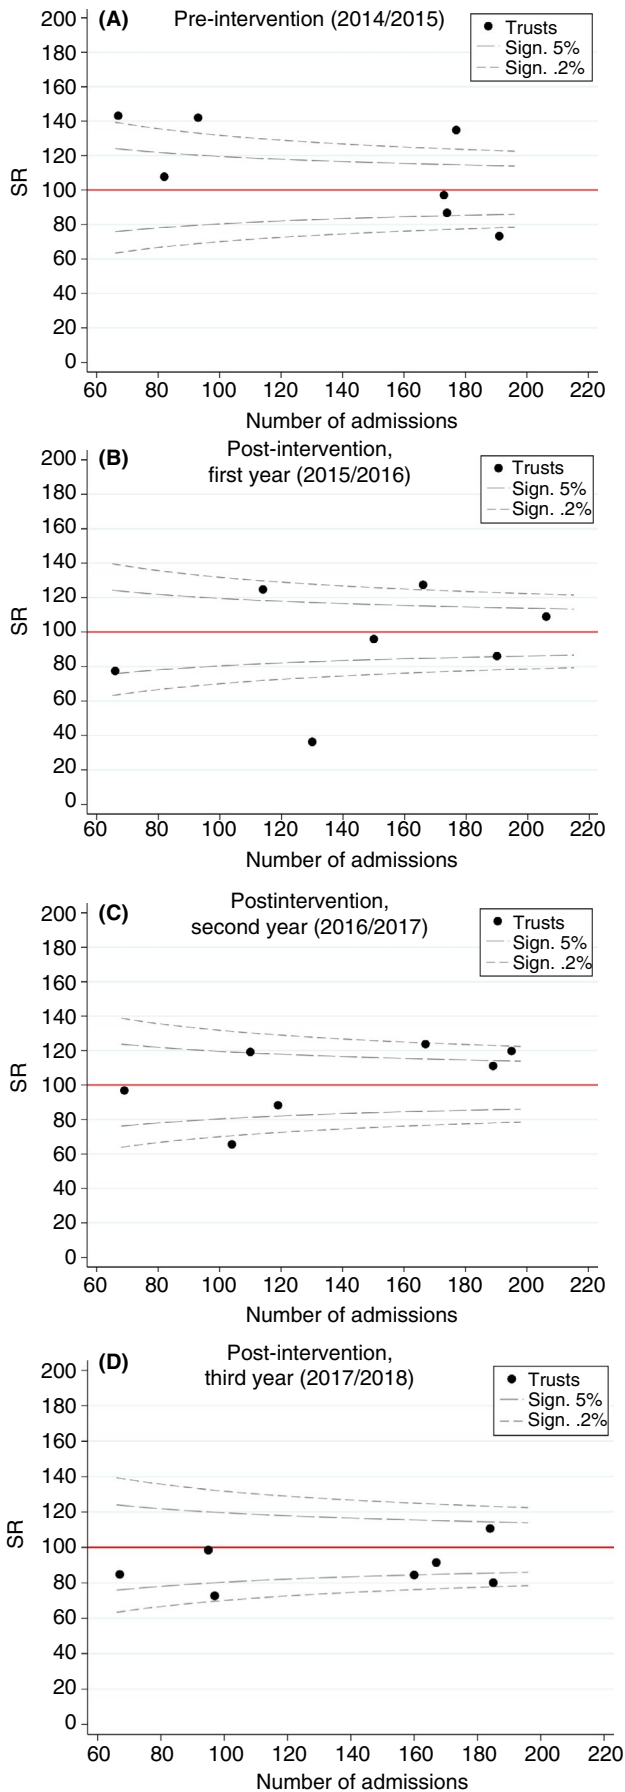 (A) Pre-intervention (2014/2015)
Trusts
Sign. 5%
Sign. .2%
200
180
160
140
120
100
80
60
40
20
0
SR
60 80 100 120 140 160 180 200 220
Number of admissions
(B) Post-intervention,
first year (2015/2016)
Trusts
Sign. 5%
Sign. .2%
200
180
160
140
120
100
80
60
40
20
0
SR
60 80 100 120 140 160 180 200 220
Number of admissions
(C) Postintervention,
second year (2016/2017)
Trusts
Sign. 5%
Sign. .2%
200
180
160
140
120
100
80
60
40
20
0
SR
60 80 100 120 140 160 180 200 220
Number of admissions
(D) Post-intervention,
third year (2017/2018)
Trusts
Sign. 5%
Sign. .2%
200
180
160
140
120
100
80
60
40
20
0
SR
60 80 100 120 140 160 180 200 220
Number of admissions